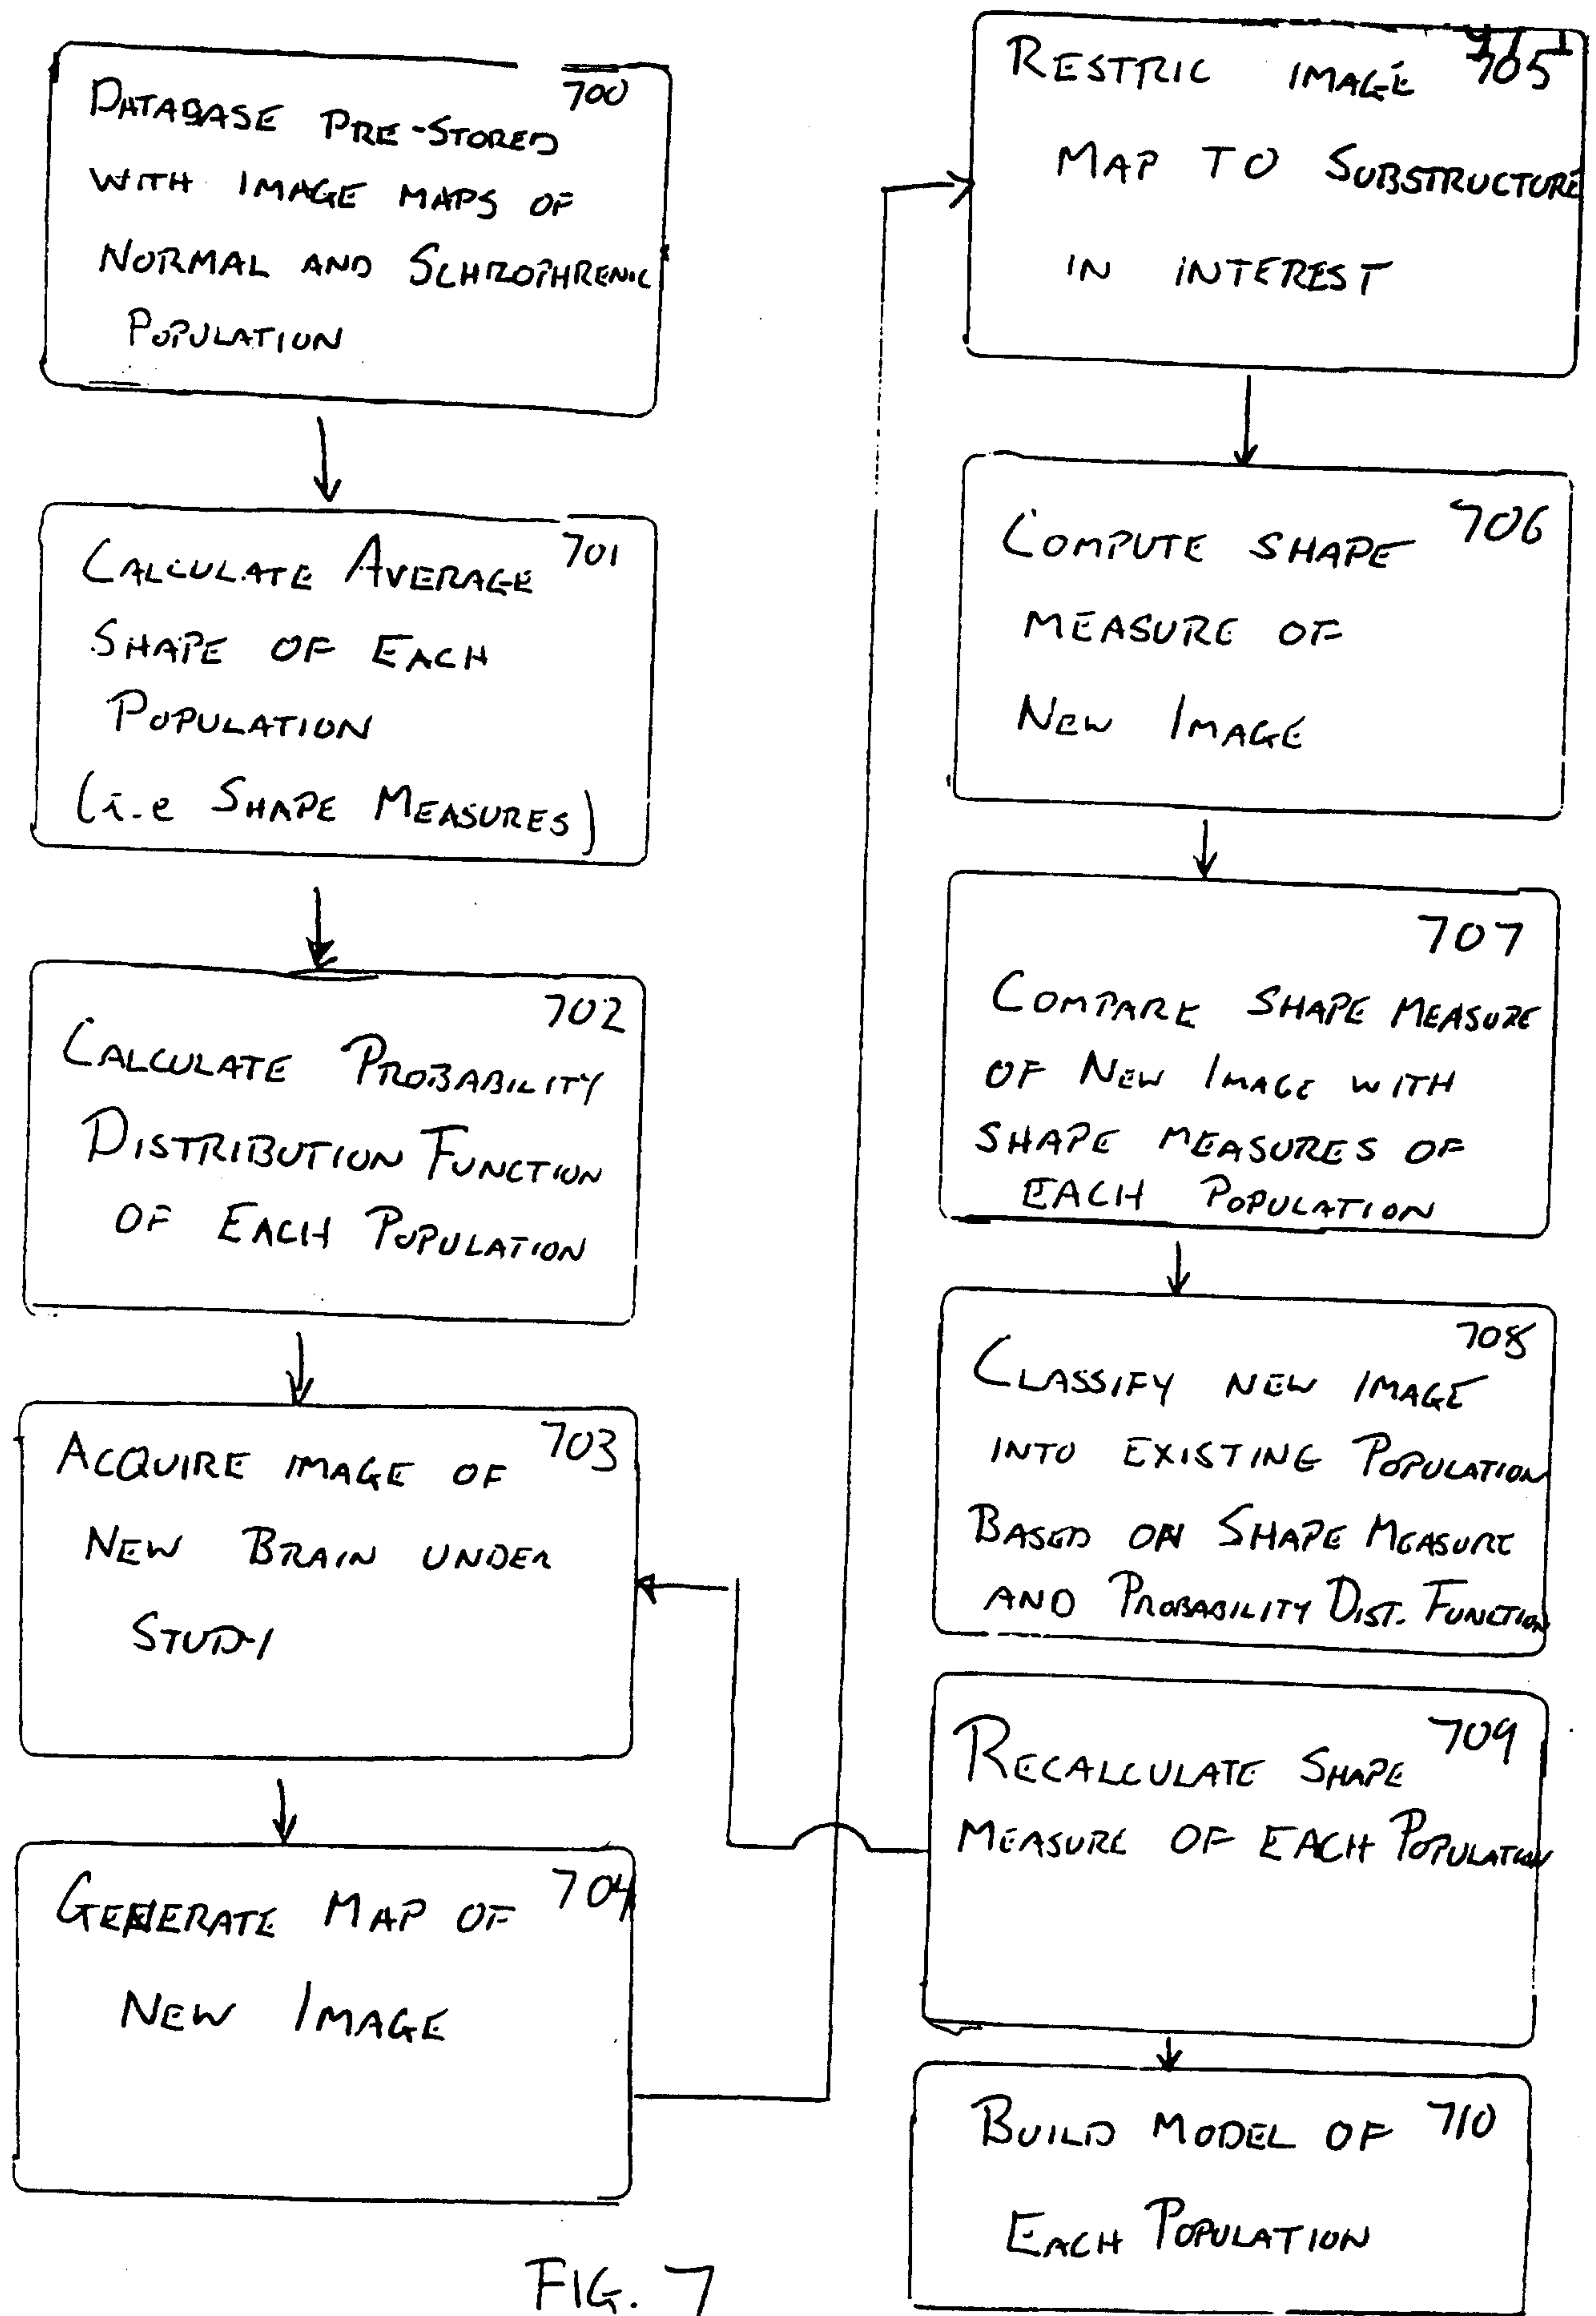 700
DATABASE PRE-STORED
WITH IMAGE MAPS OF
NORMAL AND SCHIZOPHRENIC
POPULATION
701
CALCULATE AVERAGE
SHAPE OF EACH
POPULATION
(i.e SHAPE MEASURES)
702
CALCULATE PROBABILITY
DISTRIBUTION FUNCTION
OF EACH POPULATION
703
ACQUIRE IMAGE OF
NEW BRAIN UNDER
STUDY
704
GENERATE MAP OF
NEW IMAGE
705
RESTRIC IMAGE
MAP TO SUBSTRUCTURE
IN INTEREST
706
COMPUTE SHAPE
MEASURE OF
NEW IMAGE
707
COMPARE SHAPE MEASURE
OF NEW IMAGE WITH
SHAPE MEASURES OF
EACH POPULATION
708
CLASSIFY NEW IMAGE
INTO EXISTING POPULATION
BASED ON SHAPE MEASURE
AND PROBABILITY DIST. FUNCTION
709
RECALCULATE SHAPE
MEASURE OF EACH POPULATION
710
BUILD MODEL OF
EACH POPULATION
FIG. 7